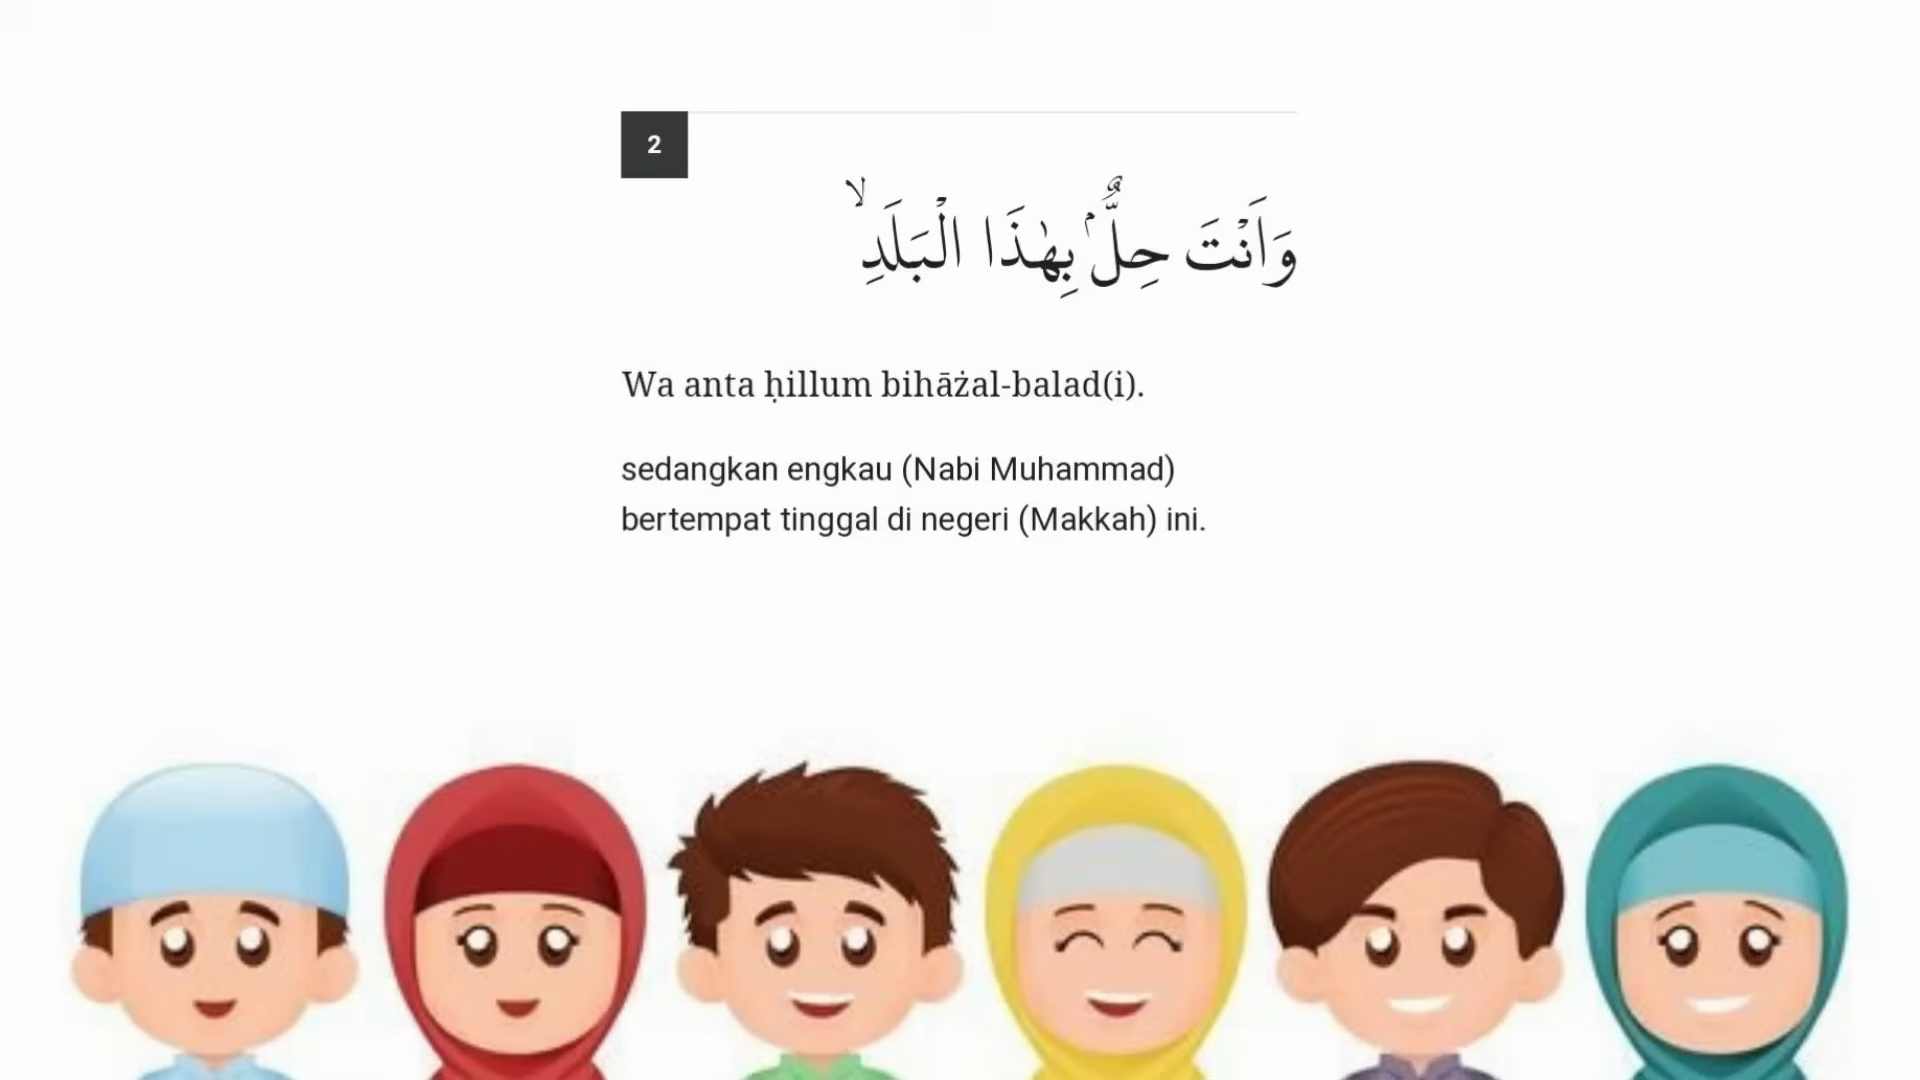 2
وَاَنْتَ حِلٌّۢ بِهٰذَا الْبَلَدِۙ
Wa anta ḥillum bihāżal-balad(i).
sedangkan engkau (Nabi Muhammad)
bertempat tinggal di negeri (Makkah) ini.